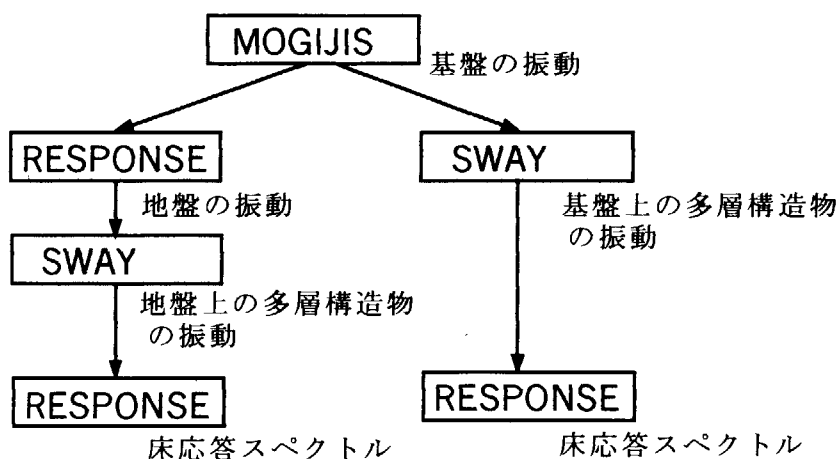 MOGIJIS
基盤の振動
RESPONSE
SWAY
地盤の振動
基盤上の多層構造物
の振動
SWAY
地盤上の多層構造物
の振動
RESPONSE
RESPONSE
床応答スペクトル
床応答スペクトル